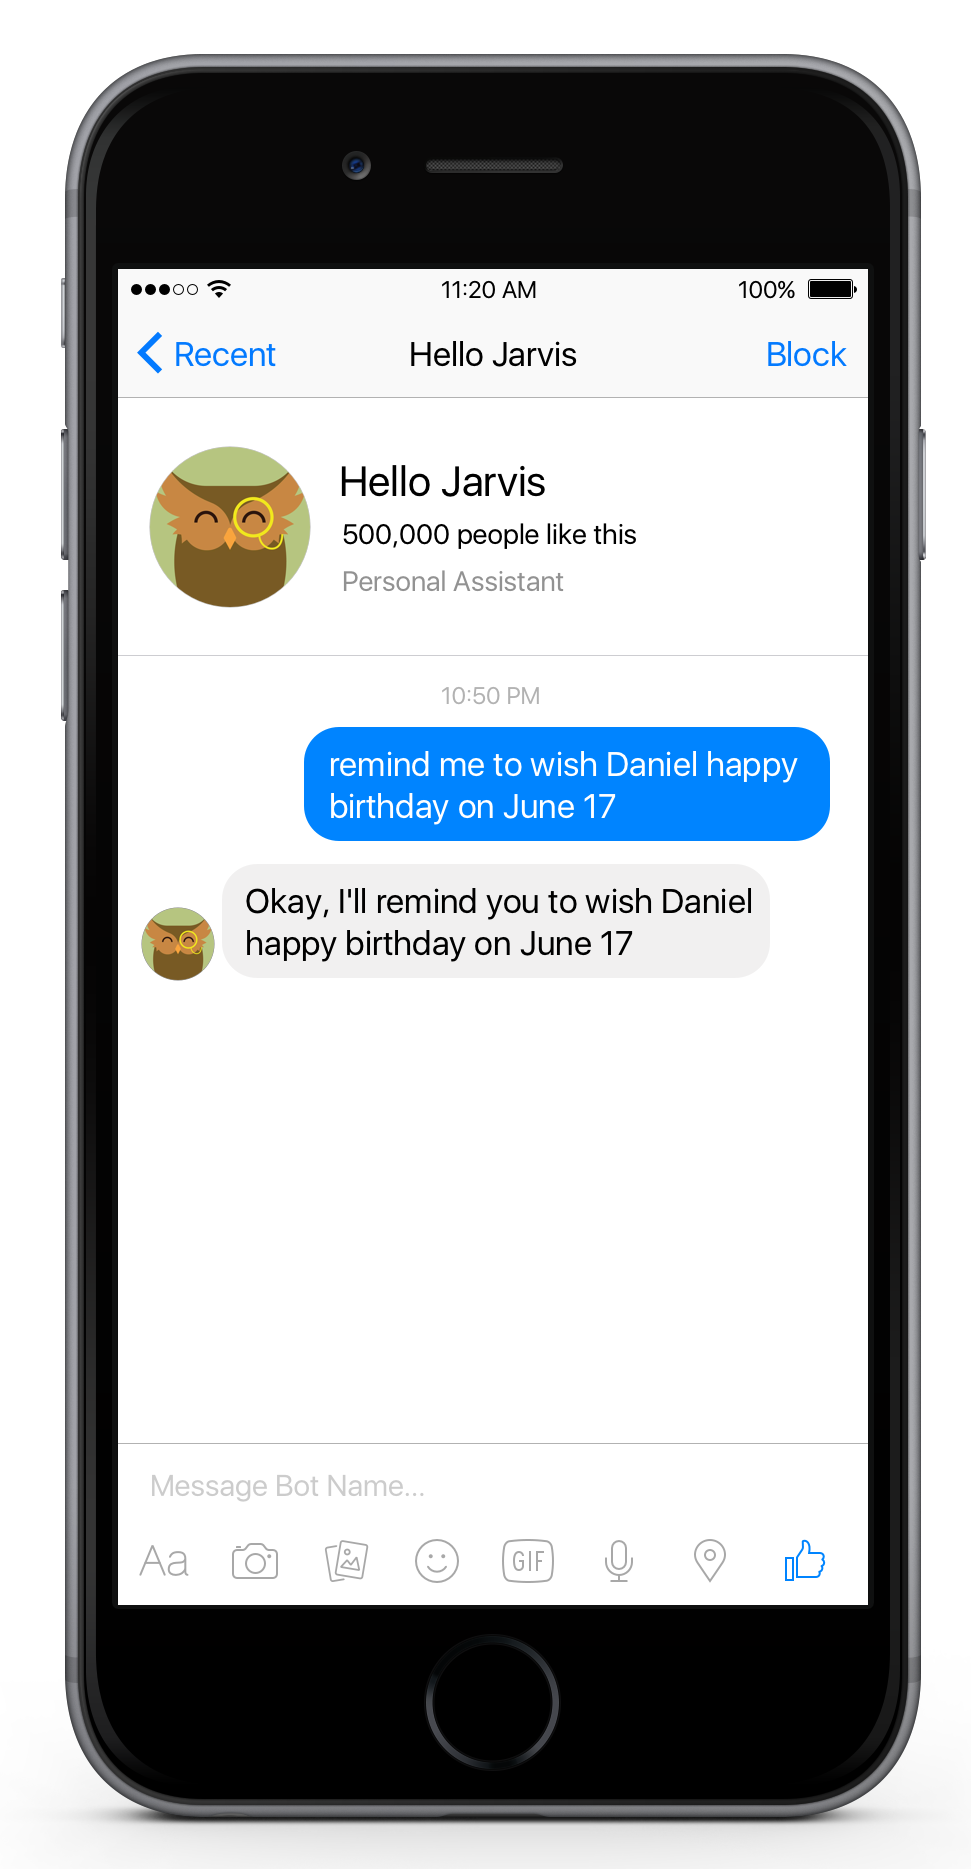 11:20 AM
100%
Recent
Hello Jarvis
Block
Hello Jarvis
500,000 people like this
Personal Assistant
10:50 PM
remind me to wish Daniel happy
birthday on June 17
Okay, I'll remind you to wish Daniel
happy birthday on June 17
Message Bot Name...
Aa
GIF